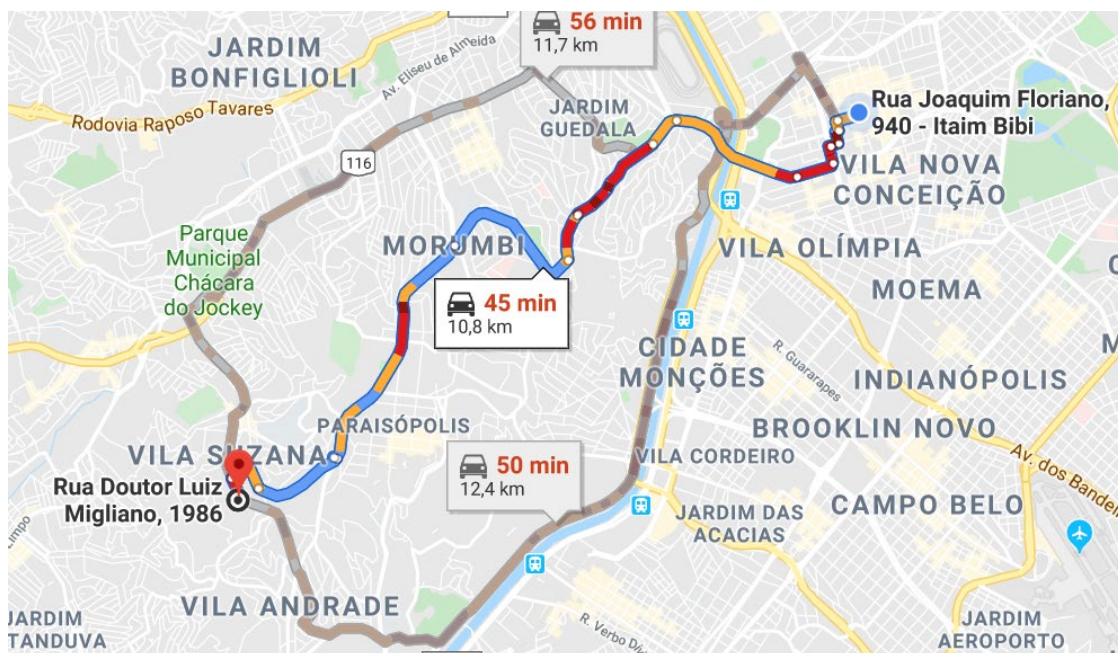 56 min
11,7 km
JARDIM
BONFIGLIOLI
Av. Eliseu de Almeida
Rodovia Raposo Tavares
JARDIM
GUEDALA
Rua Joaquim Floriano,
940 - Itaim Bibi
116
VILA NOVA
CONCEIÇÃO
Parque
Municipal
Chácara
do Jockey
MORUMBI
VILA OLÍMPIA
MOEMA
45 min
10,8 km
CIDADE
MONÇÕES
R. Guararapes
INDIANÓPOLIS
PARAISÓPOLIS
BROOKLIN NOVO
VILA SUZANA
50 min
12,4 km
VILA CORDEIRO
Av. dos Bandei
Rua Doutor Luiz
Migliano, 1986
CAMPO BELO
JARDIM DAS
ACACIAS
Limpo
VILA ANDRADE
JARDIM
TANDUVA
R. Verbo Di
JARDIM
AEROPORTO